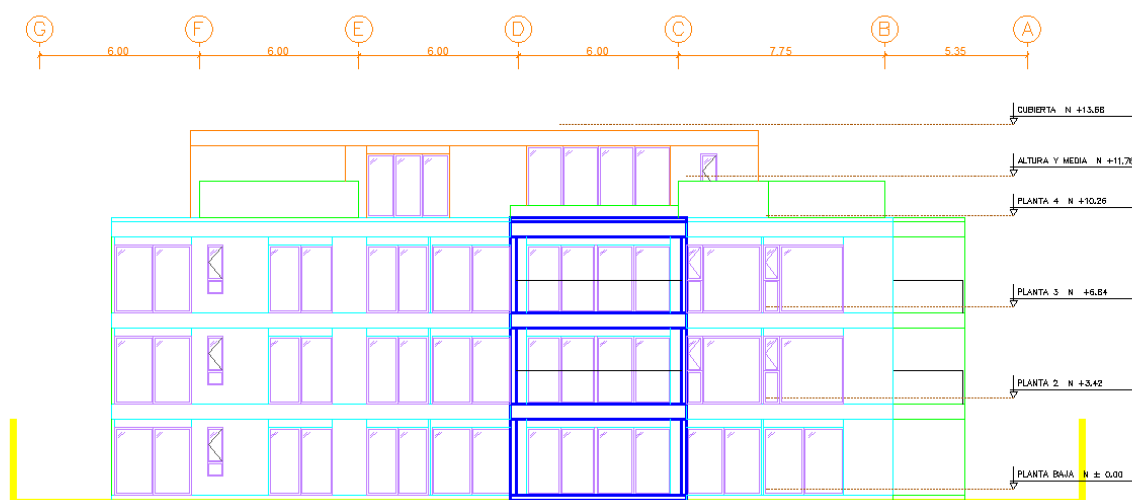 G F E D C B A
6.00 6.00 6.00 6.00 7.75 5.35
CUBIERTA N +13.68
ALTURA Y MEDIA N +11.76
PLANTA 4 N +10.26
PLANTA 3 N +6.84
PLANTA 2 N +3.42
PLANTA BAJA N ± 0.00